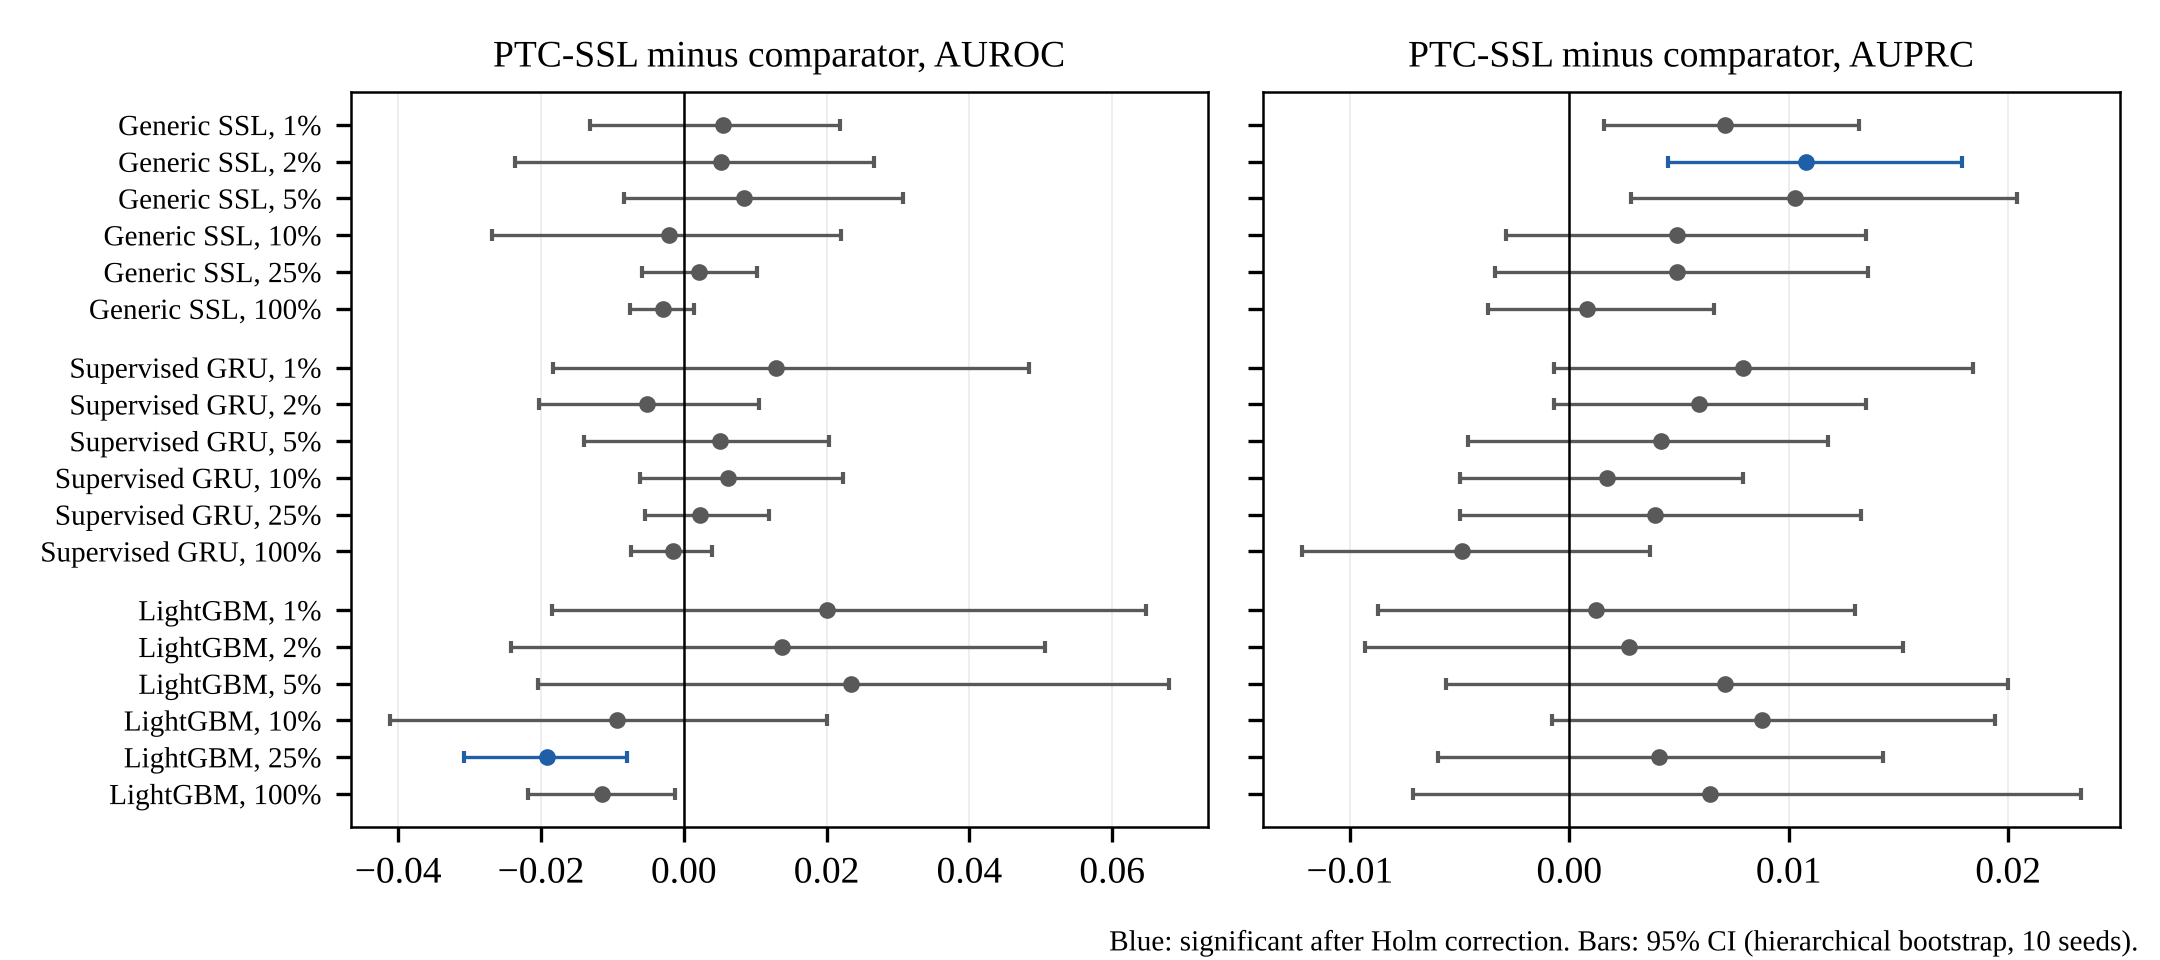 PTC-SSL minus comparator, AUROC
PTC-SSL minus comparator, AUPRC
Generic SSL, 1%
Generic SSL, 2%
Generic SSL, 5%
Generic SSL, 10%
Generic SSL, 25%
Generic SSL, 100%
Supervised GRU, 1%
Supervised GRU, 2%
Supervised GRU, 5%
Supervised GRU, 10%
Supervised GRU, 25%
Supervised GRU, 100%
LightGBM, 1%
LightGBM, 2%
LightGBM, 5%
LightGBM, 10%
LightGBM, 25%
LightGBM, 100%
−0.04 −0.02 0.00 0.02 0.04 0.06
−0.01 0.00 0.01 0.02
Blue: significant after Holm correction. Bars: 95% CI (hierarchical bootstrap, 10 seeds).